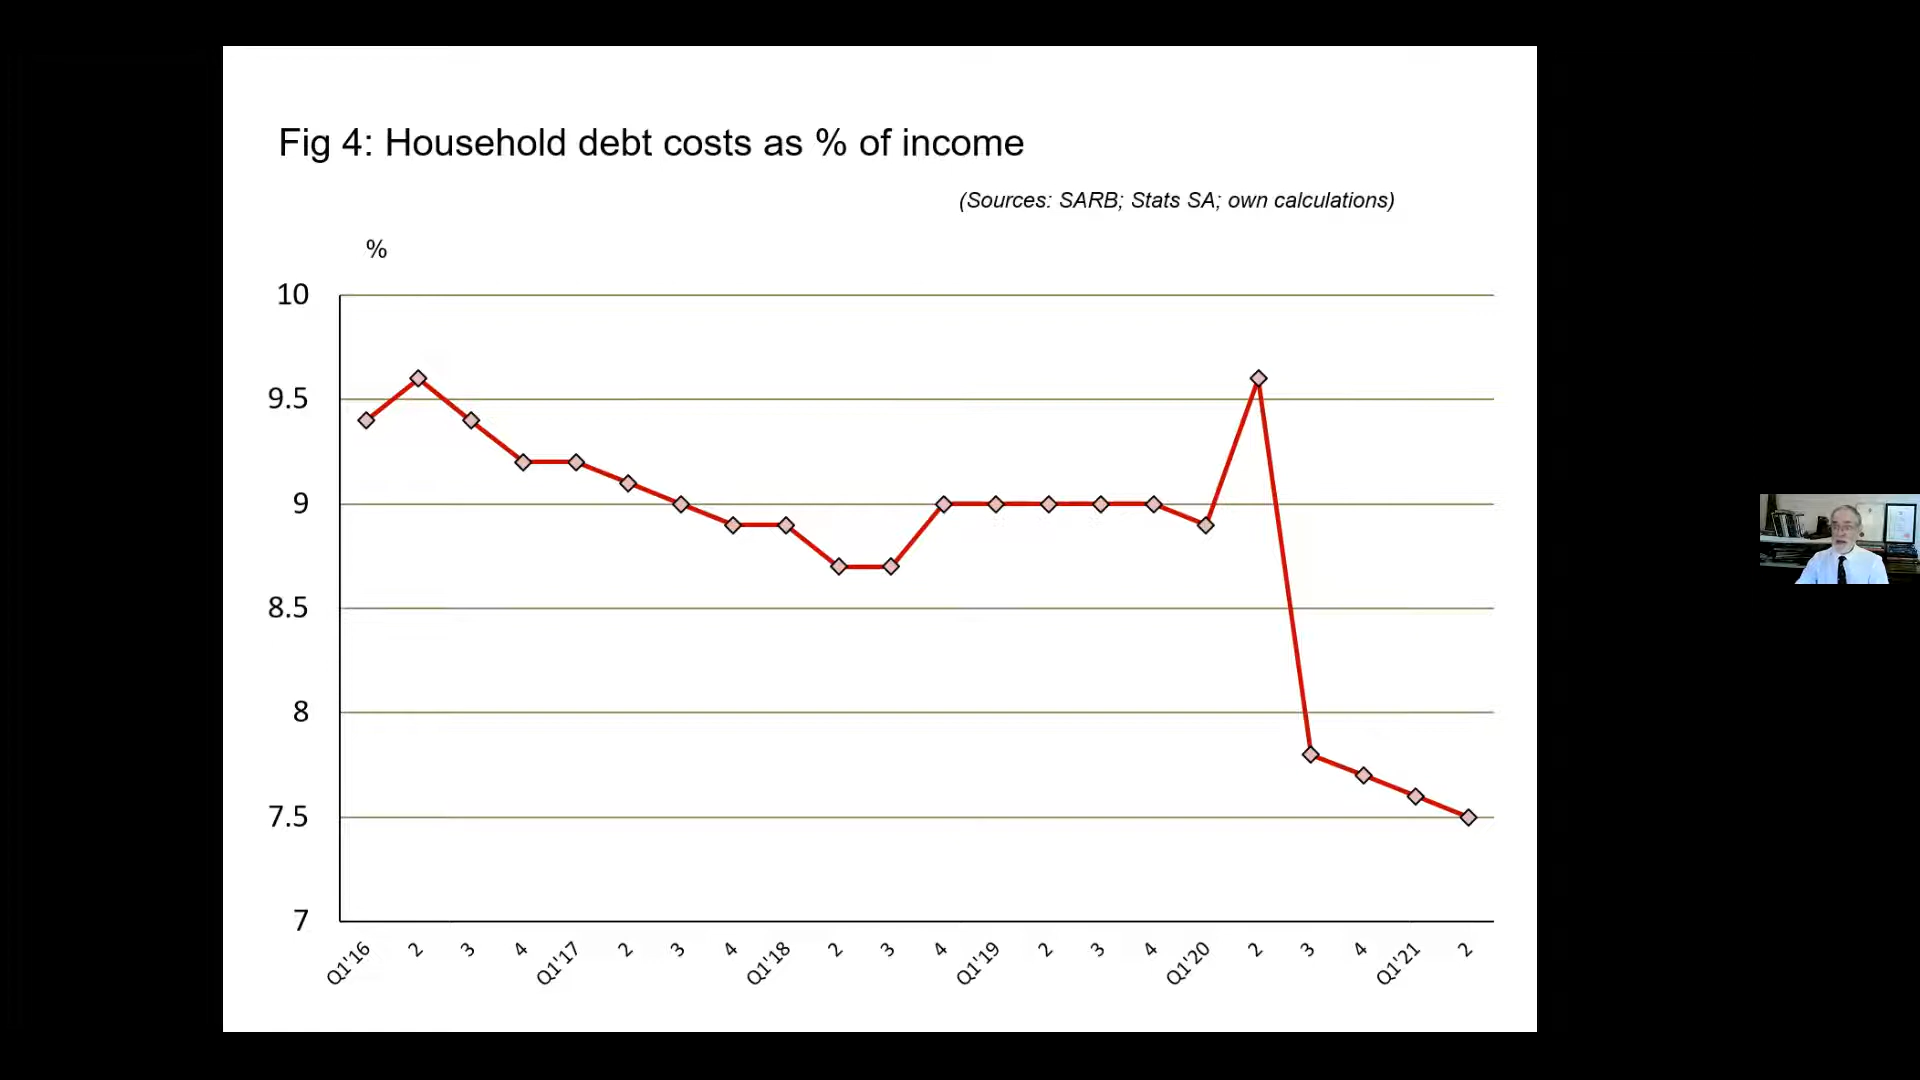 Fig 4: Household debt costs as % of income
(Sources: SARB; Stats SA; own calculations)
%
10
9.5
9
8.5
8
7.5
7
Q1'16 2 3 4 Q1'17 2 3 4 Q1'18 2 3 4 Q1'19 2 3 4 Q1'20 2 3 4 Q1'21 2